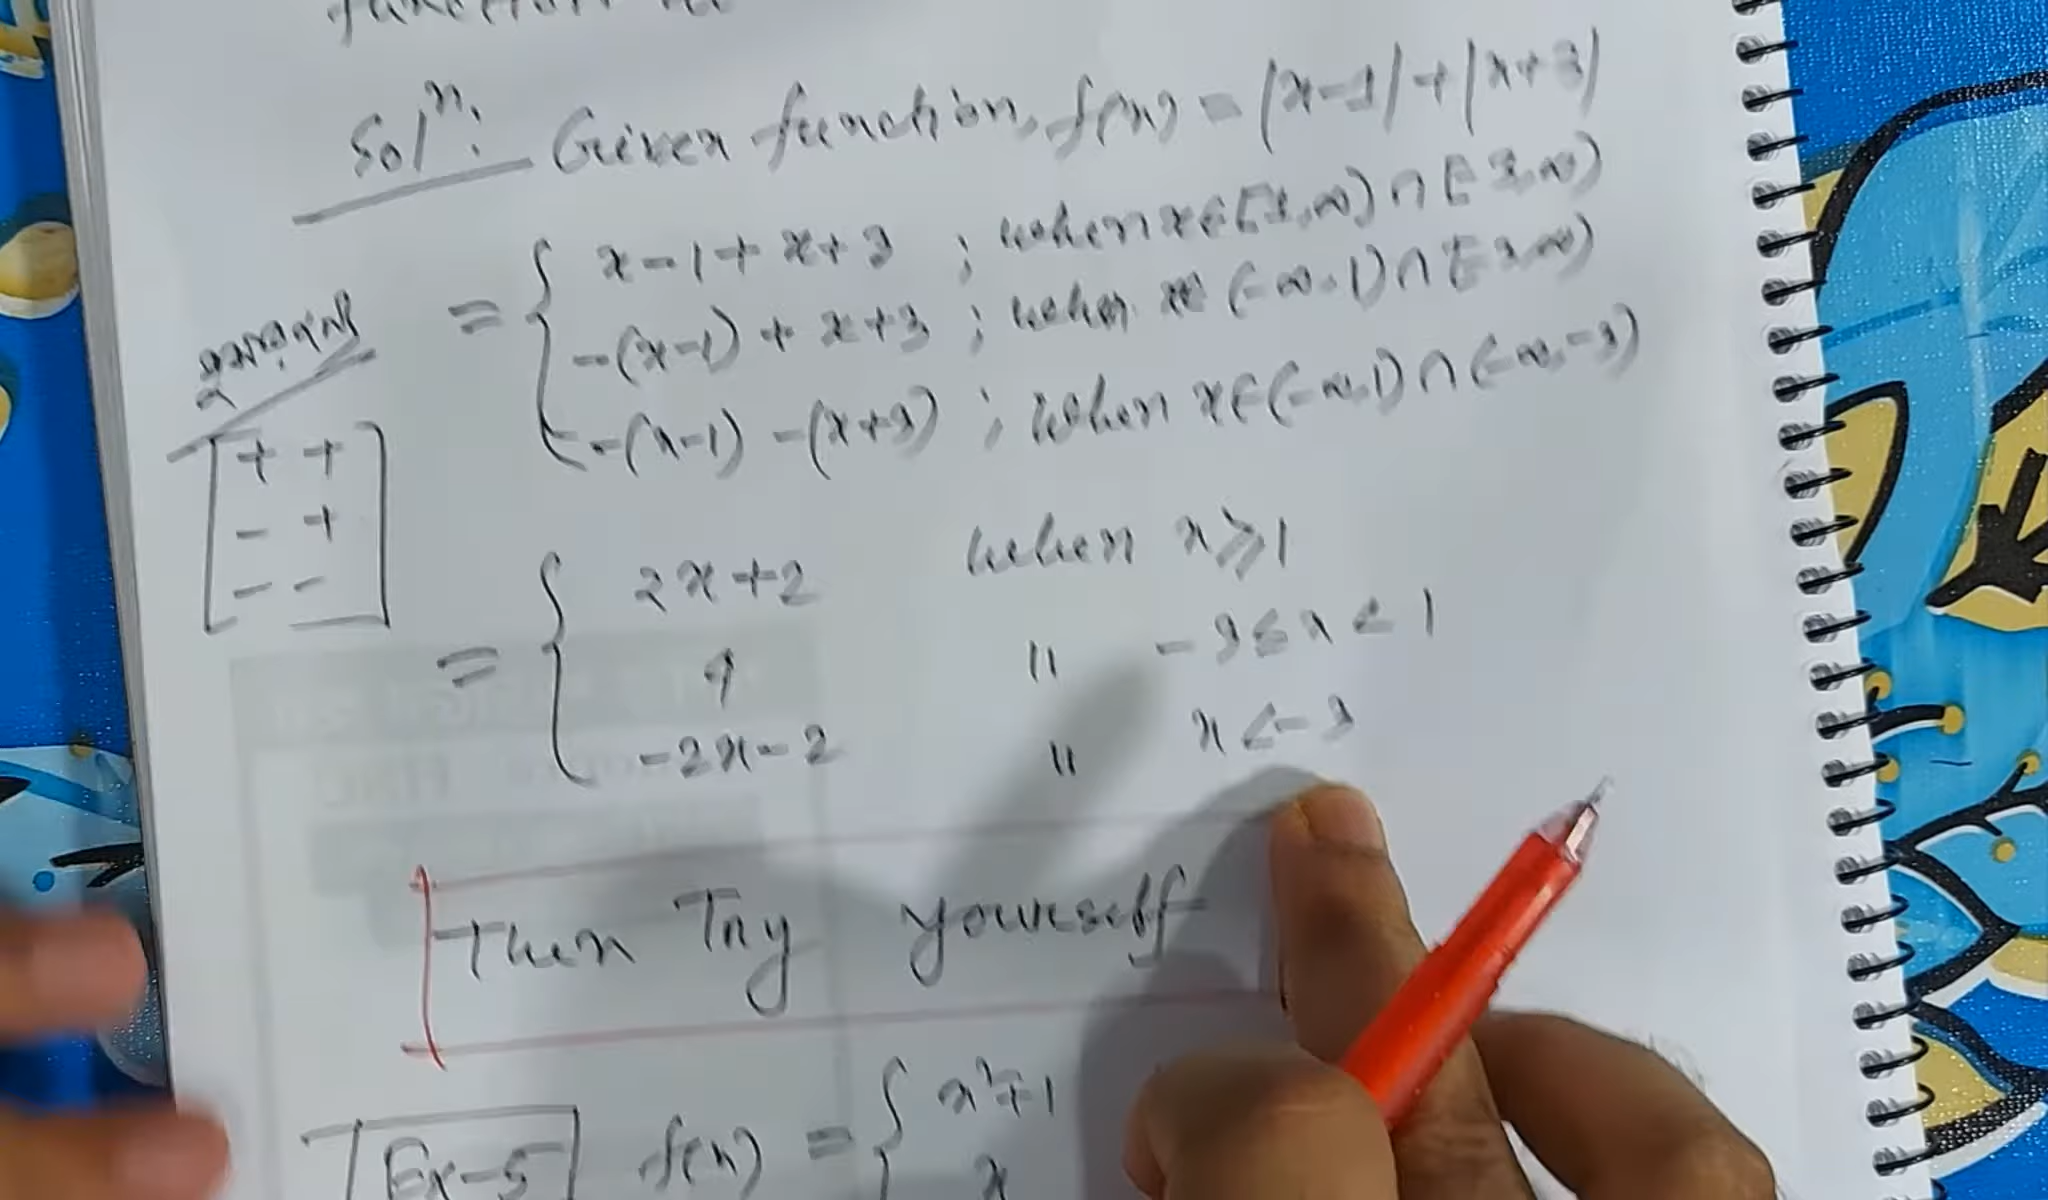 Solⁿ: Given function, f(x) = |x-1| + |x+3|
= { x-1 + x+3 ; when x∈[1,∞) ∩ [-3,∞)
-(x-1) + x+3 ; when x∈ (-∞,1) ∩ [-3,∞)
-(x-1) -(x+3) ; when x∈(-∞,1) ∩ (-∞,-3)
+ +
- +
- -
= { 2x+2 when x≥1
4 " -3≤x<1
-2x-2 " x<-3
Then Try yourself
Ex-5 f(x) = { x²+1
x